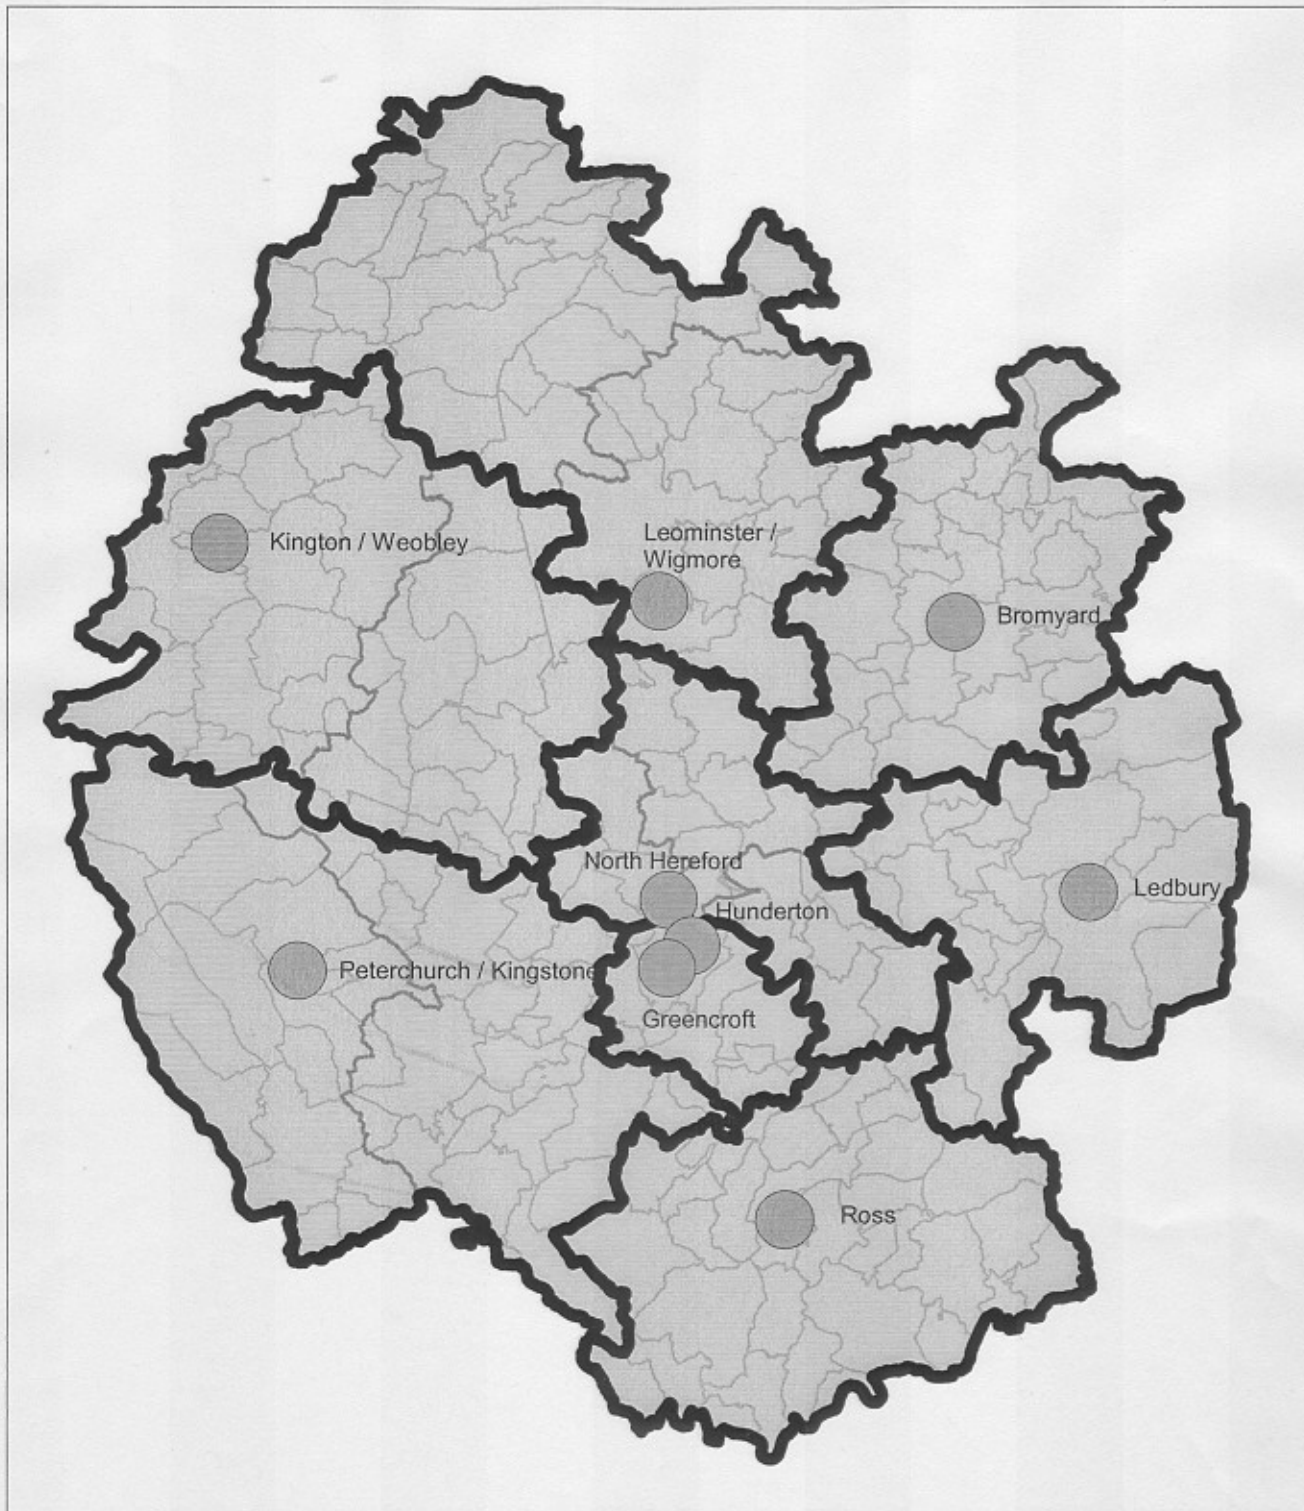 Leominster /
Wigmore
Kington / Weobley
Bromyard
North Hereford
Ledbury
Hunderton
Peterchurch / Kingstone
Greencroft
Ross